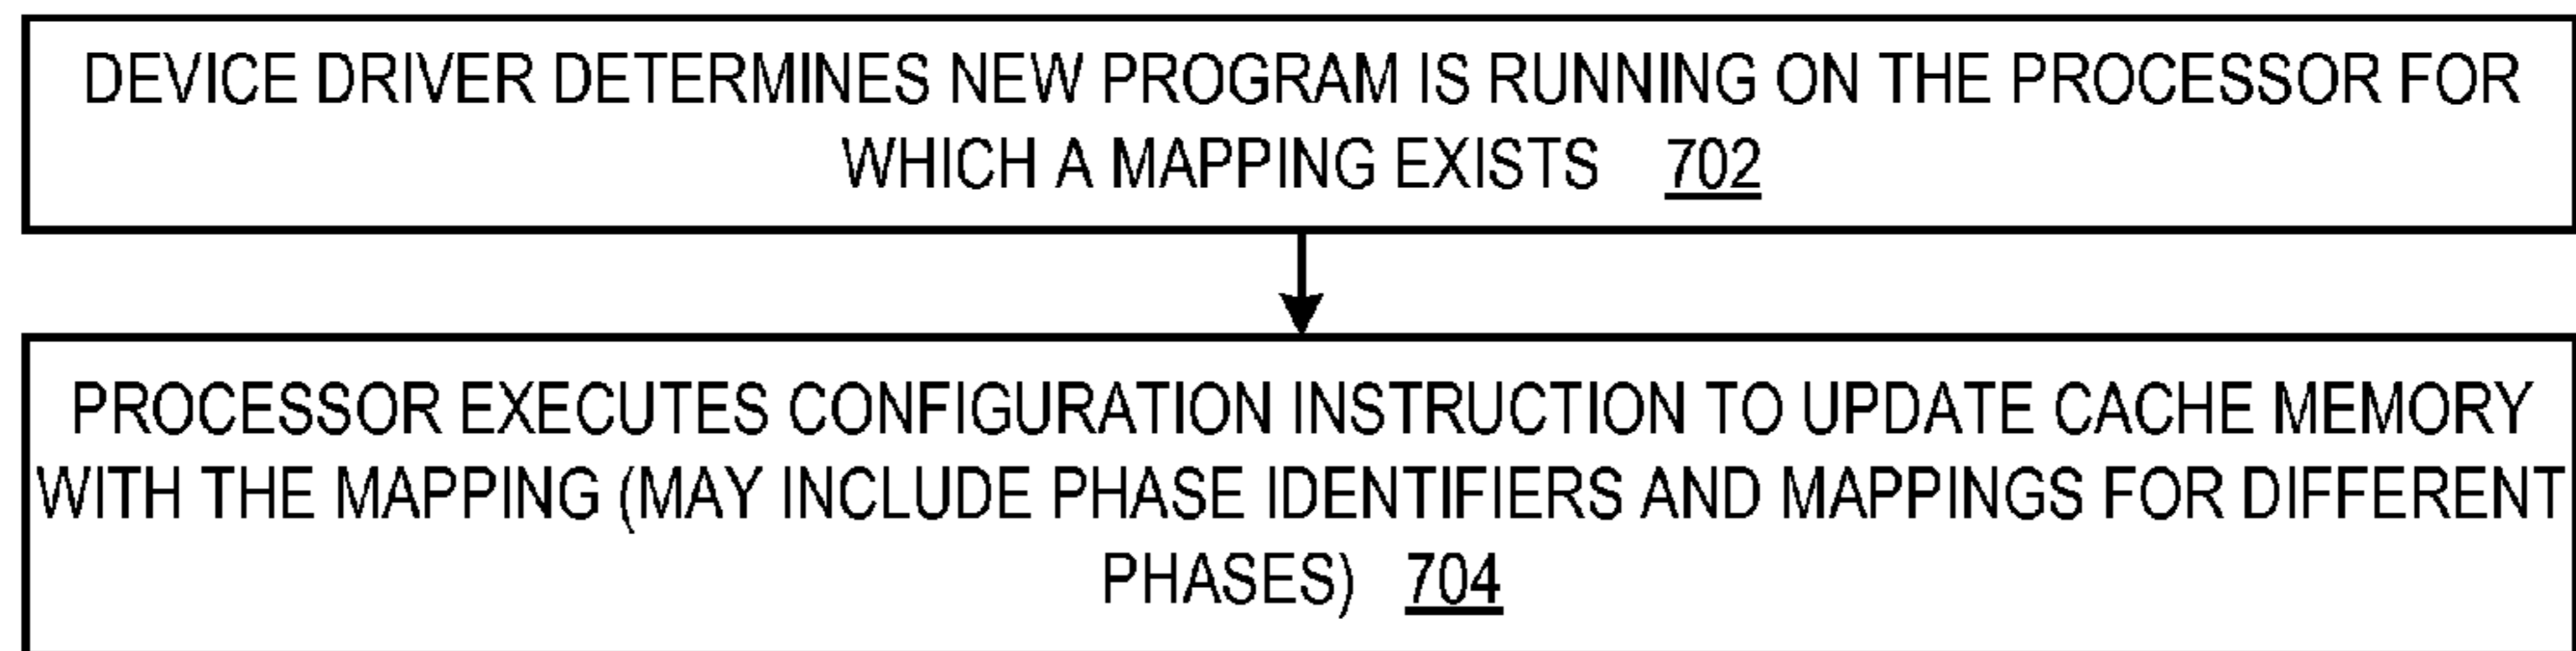 DEVICE DRIVER DETERMINES NEW PROGRAM IS RUNNING ON THE PROCESSOR FOR
WHICH A MAPPING EXISTS 702
PROCESSOR EXECUTES CONFIGURATION INSTRUCTION TO UPDATE CACHE MEMORY
WITH THE MAPPING (MAY INCLUDE PHASE IDENTIFIERS AND MAPPINGS FOR DIFFERENT
PHASES) 704